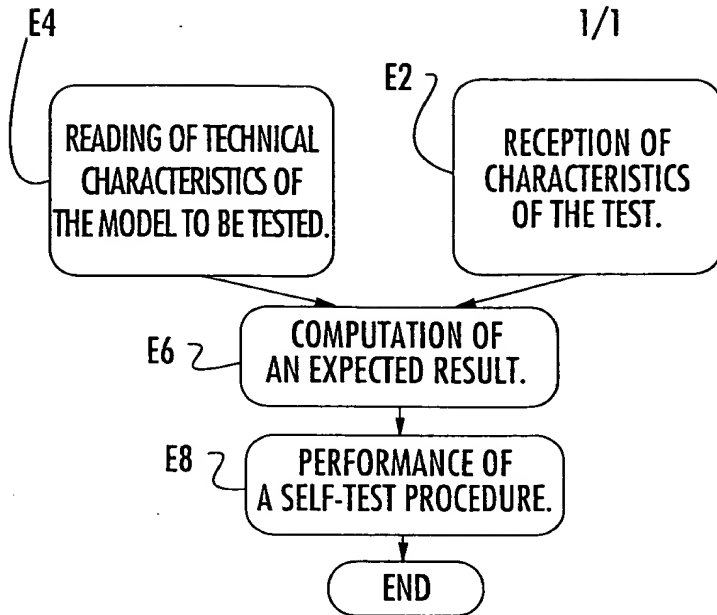 E4
1/1
E2
READING OF TECHNICAL
CHARACTERISTICS OF
THE MODEL TO BE TESTED.
RECEPTION OF
CHARACTERISTICS
OF THE TEST.
E6
COMPUTATION OF
AN EXPECTED RESULT.
E8
PERFORMANCE OF
A SELF-TEST PROCEDURE.
END